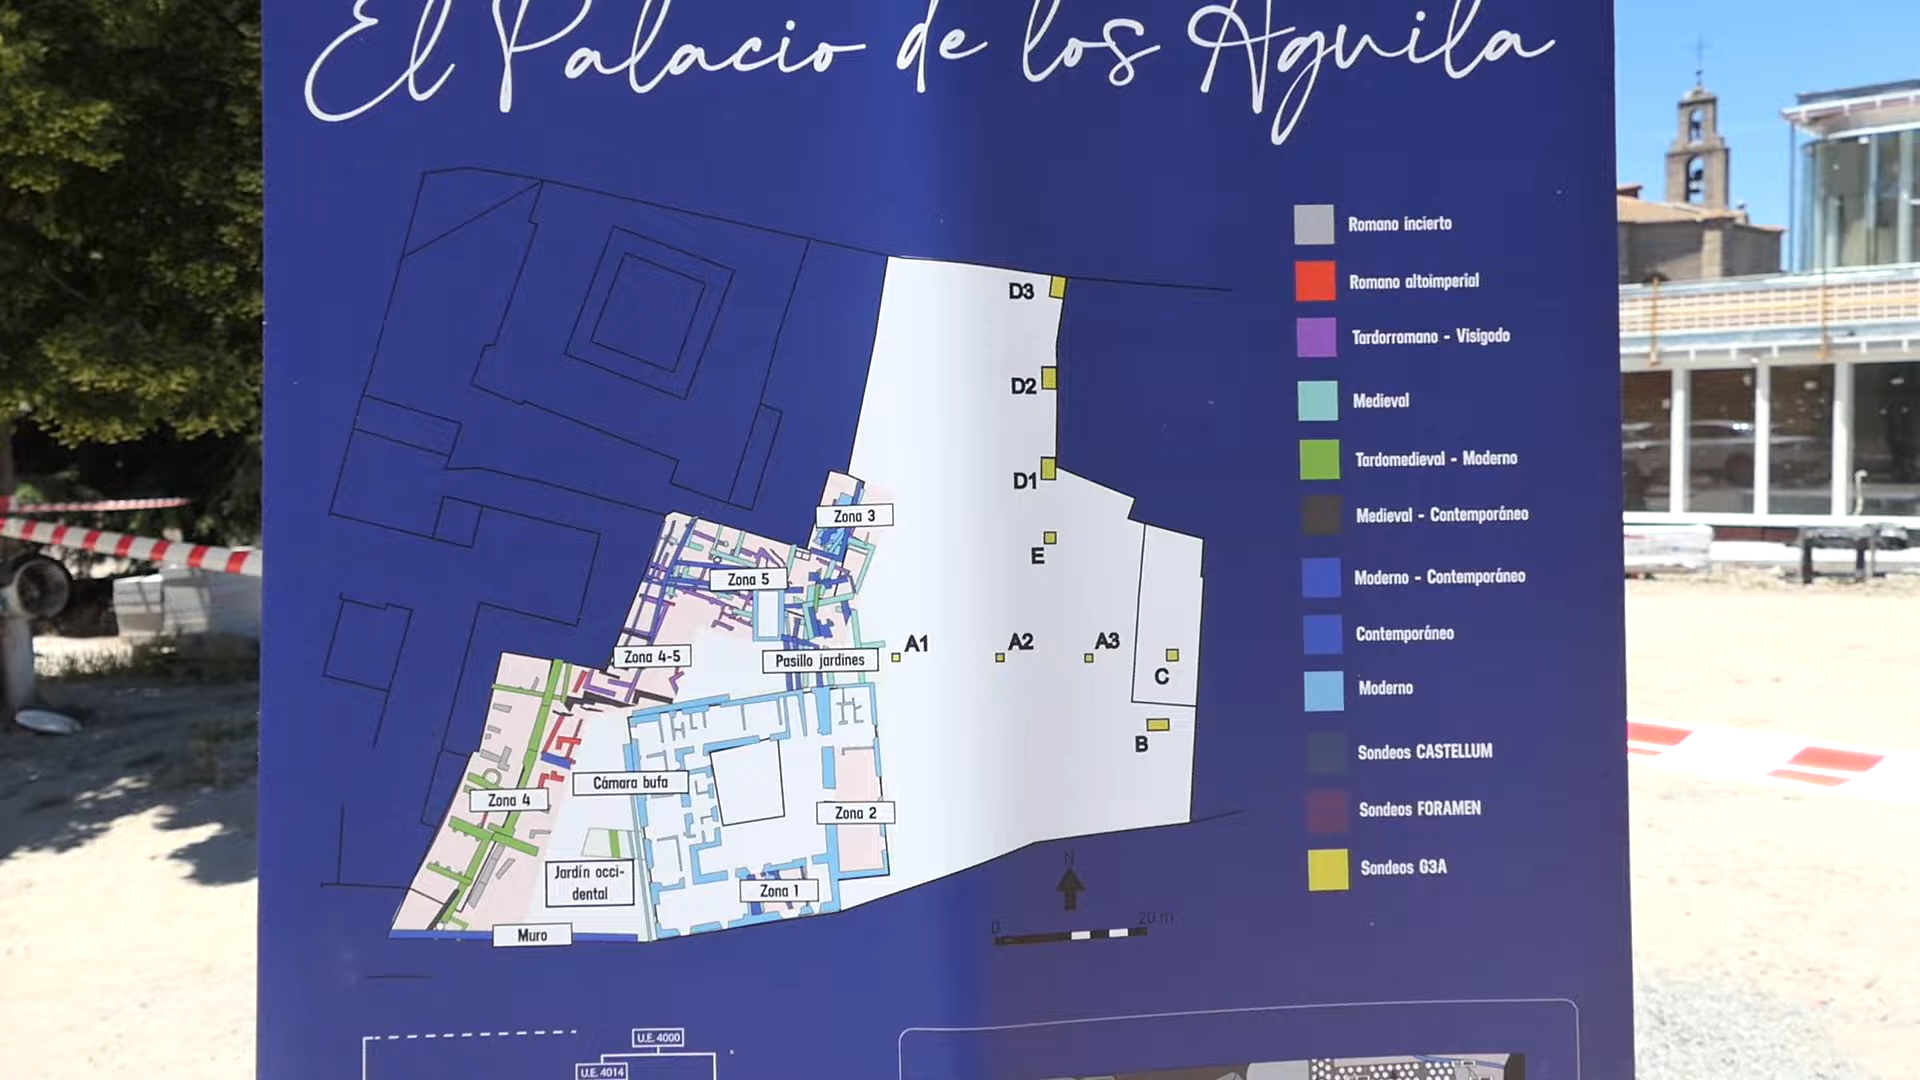 El Palacio de los Aguila
D3
D2
D1
E
A1
A2
A3
C
B
Zona 3
Zona 5
Zona 4-5
Pasillo jardines
Cámara bufa
Zona 4
Zona 2
Jardín occi-
dental
Zona 1
Muro
N
0
20 m
Romano incierto
Romano altoimperial
Tardorromano - Visigodo
Medieval
Tardomedieval - Moderno
Medieval - Contemporáneo
Moderno - Contemporáneo
Contemporáneo
Moderno
Sondeos CASTELLUM
Sondeos FORAMEN
Sondeos G3A
U.E. 4000
U.E. 4014